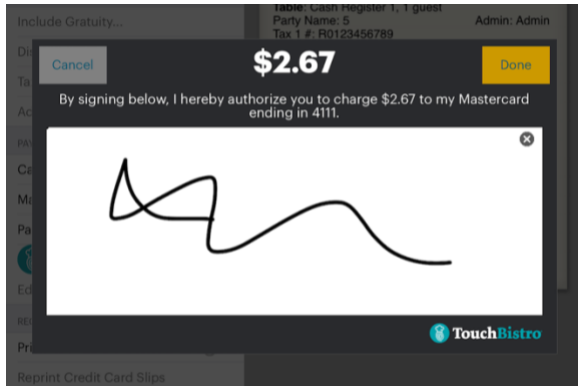 Include Gratuity...
Table: Cash Register 1, 1 guest
Party Name: 5
Admin: Admin
Tax 1 #: R0123456789
Cancel
$2.67
Done
By signing below, I hereby authorize you to charge $2.67 to my Mastercard
ending in 4111.
TouchBistro
Reprint Credit Card Slips